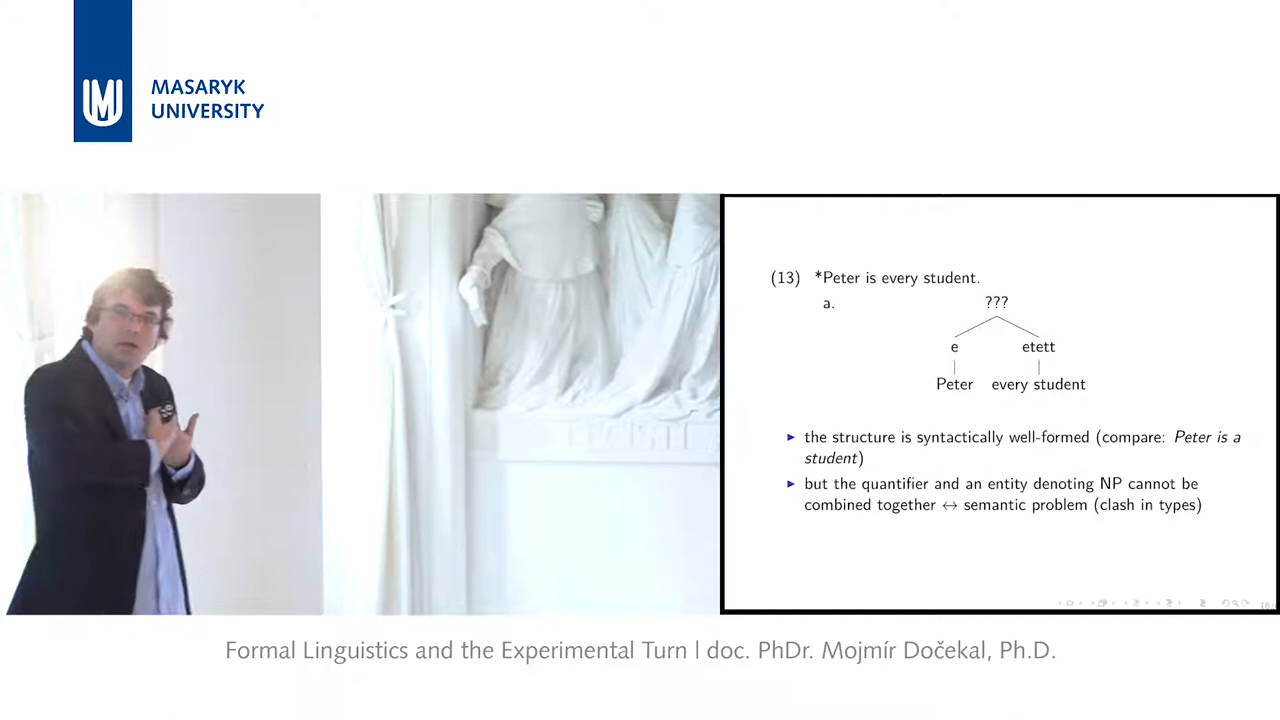 MASARYK
UNIVERSITY
(13) *Peter is every student.
a. ???
e etett
Peter every student
▶ the structure is syntactically well-formed (compare: Peter is a
student)
▶ but the quantifier and an entity denoting NP cannot be
combined together ↔ semantic problem (clash in types)
Formal Linguistics and the Experimental Turn | doc. PhDr. Mojmír Dočekal, Ph.D.